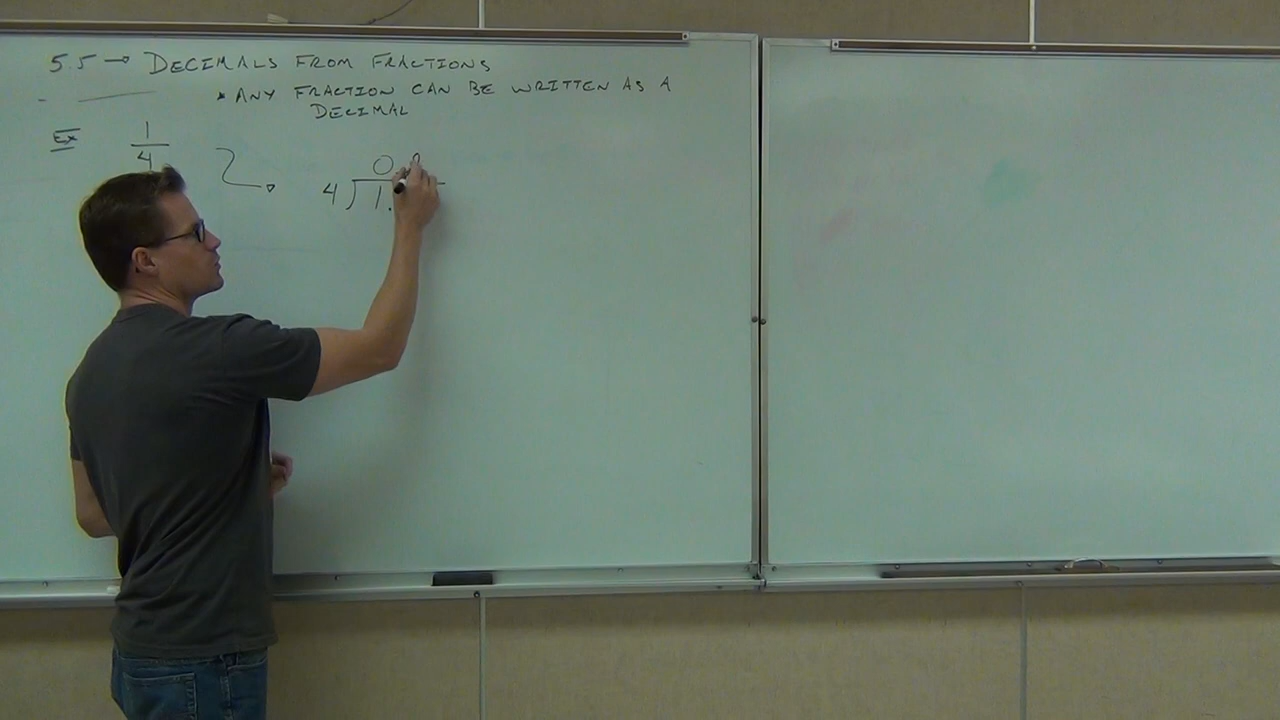 5.5 → DECIMALS FROM FRACTIONS
* ANY FRACTION CAN BE WRITTEN AS A
DECIMAL
Ex 1/4
0.
4 ) 1.